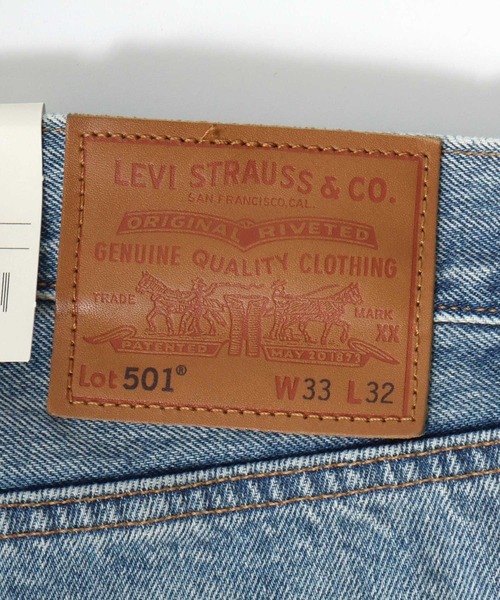 LEVI STRAUSS & CO.
SAN FRANCISCO, CAL.
ORIGINAL RIVETED
GENUINE QUALITY CLOTHING
TRADE MARK
XX
PATENTED MAY 20 1873
Lot 501® W33 L32